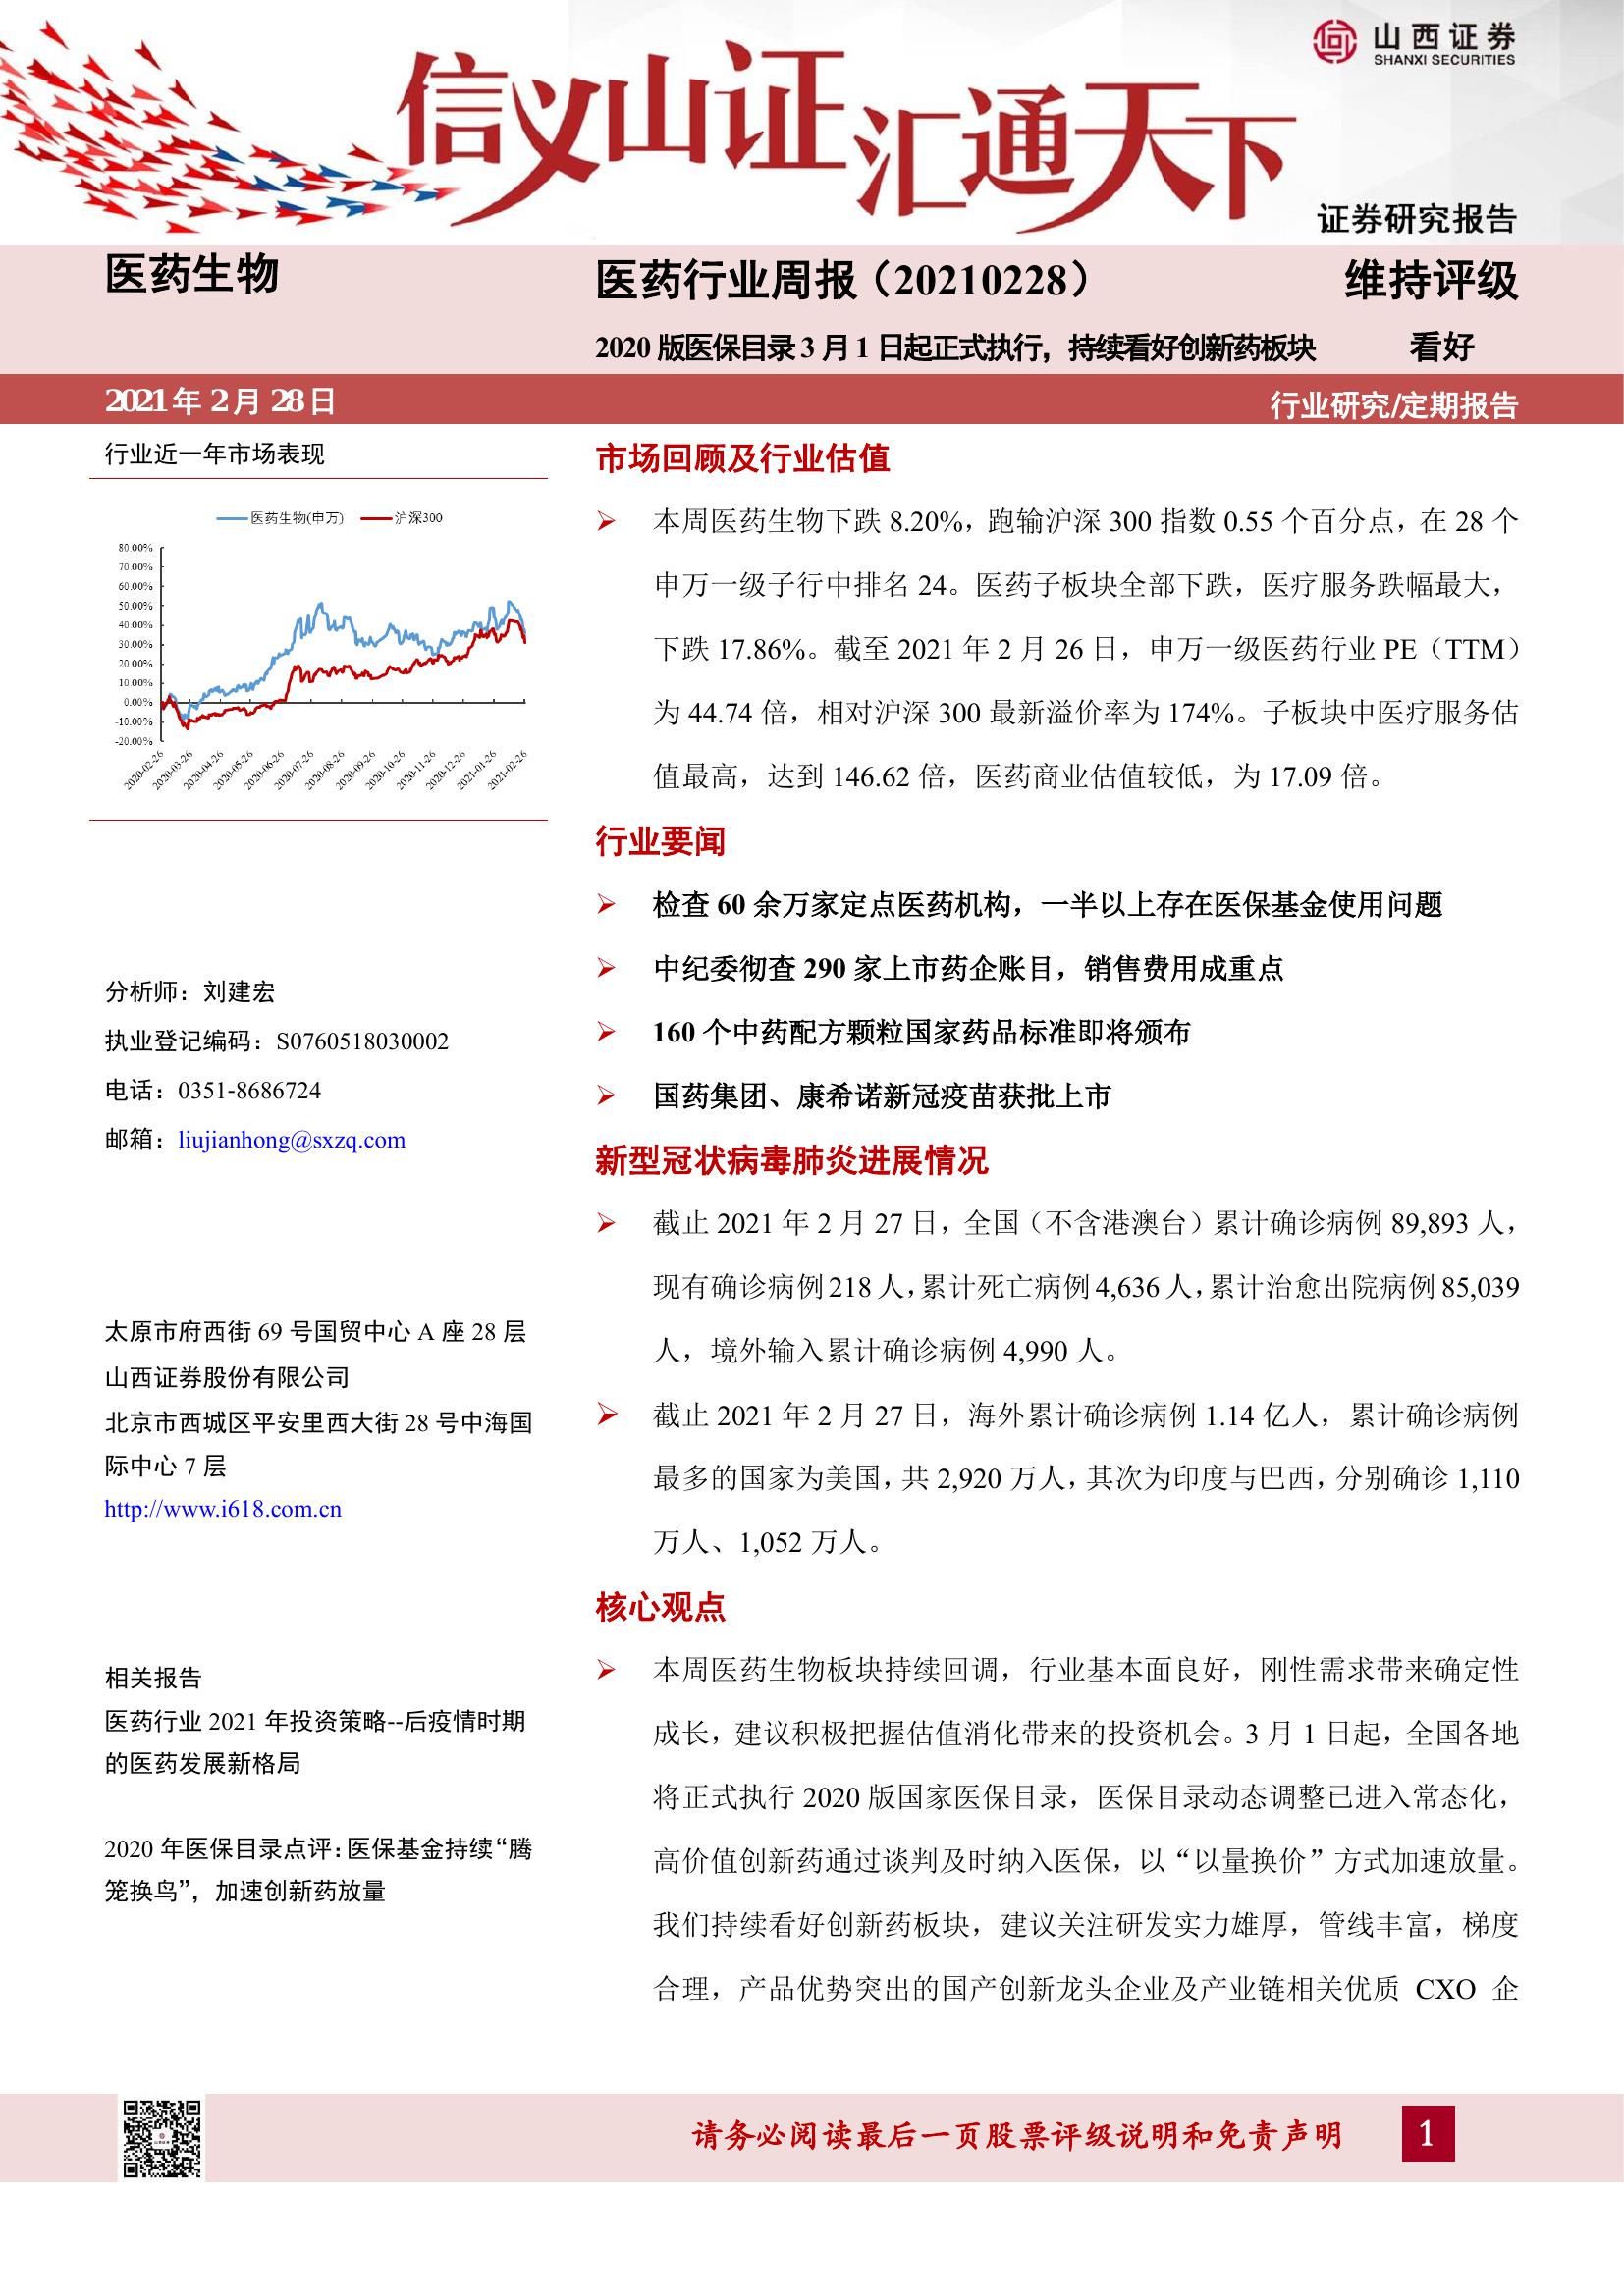 山西证券
SHANXI SECURITIES
信义山证汇通天下
证券研究报告
医药生物
医药行业周报（20210228）
维持评级
2020 版医保目录 3 月 1 日起正式执行，持续看好创新药板块
看好
2021 年 2 月 28 日
行业研究/定期报告
行业近一年市场表现
医药生物(申万)
沪深300
80.00%
70.00%
60.00%
50.00%
40.00%
30.00%
20.00%
10.00%
0.00%
-10.00%
-20.00%
2020-02-26
2020-03-26
2020-04-26
2020-05-26
2020-06-26
2020-07-26
2020-08-26
2020-09-26
2020-10-26
2020-11-26
2020-12-26
2021-01-26
2021-02-26
分析师：刘建宏
执业登记编码：S0760518030002
电话：0351-8686724
邮箱：liujianhong@sxzq.com
太原市府西街 69 号国贸中心 A 座 28 层
山西证券股份有限公司
北京市西城区平安里西大街 28 号中海国
际中心 7 层
http://www.i618.com.cn
相关报告
医药行业 2021 年投资策略--后疫情时期
的医药发展新格局
2020 年医保目录点评：医保基金持续“腾
笼换鸟”，加速创新药放量
市场回顾及行业估值
本周医药生物下跌 8.20%，跑输沪深 300 指数 0.55 个百分点，在 28 个
申万一级子行中排名 24。医药子板块全部下跌，医疗服务跌幅最大，
下跌 17.86%。截至 2021 年 2 月 26 日，申万一级医药行业 PE（TTM）
为 44.74 倍，相对沪深 300 最新溢价率为 174%。子板块中医疗服务估
值最高，达到 146.62 倍，医药商业估值较低，为 17.09 倍。
行业要闻
检查 60 余万家定点医药机构，一半以上存在医保基金使用问题
中纪委彻查 290 家上市药企账目，销售费用成重点
160 个中药配方颗粒国家药品标准即将颁布
国药集团、康希诺新冠疫苗获批上市
新型冠状病毒肺炎进展情况
截止 2021 年 2 月 27 日，全国（不含港澳台）累计确诊病例 89,893 人，
现有确诊病例 218 人，累计死亡病例 4,636 人，累计治愈出院病例 85,039
人，境外输入累计确诊病例 4,990 人。
截止 2021 年 2 月 27 日，海外累计确诊病例 1.14 亿人，累计确诊病例
最多的国家为美国，共 2,920 万人，其次为印度与巴西，分别确诊 1,110
万人、1,052 万人。
核心观点
本周医药生物板块持续回调，行业基本面良好，刚性需求带来确定性
成长，建议积极把握估值消化带来的投资机会。3 月 1 日起，全国各地
将正式执行 2020 版国家医保目录，医保目录动态调整已进入常态化，
高价值创新药通过谈判及时纳入医保，以“以量换价”方式加速放量。
我们持续看好创新药板块，建议关注研发实力雄厚，管线丰富，梯度
合理，产品优势突出的国产创新龙头企业及产业链相关优质 CXO 企
请务必阅读最后一页股票评级说明和免责声明
1